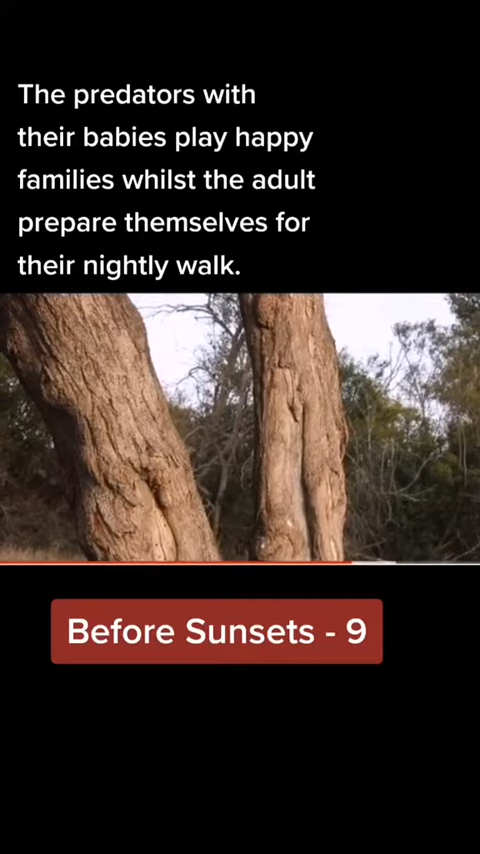 The predators with
their babies play happy
families whilst the adult
prepare themselves for
their nightly walk.
Before Sunsets - 9